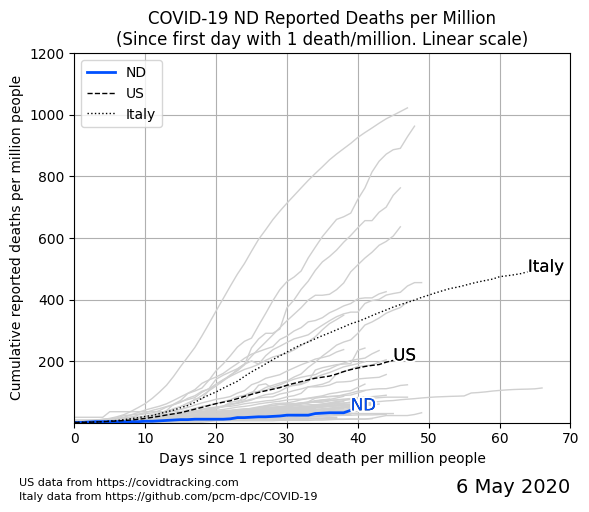 COVID-19 ND Reported Deaths per Million
(Since first day with 1 death/million. Linear scale)
Cumulative reported deaths per million people
1200
1000
800
600
400
200
ND
US
Italy
Italy
US
ND
0 10 20 30 40 50 60 70
Days since 1 reported death per million people
US data from https://covidtracking.com
Italy data from https://github.com/pcm-dpc/COVID-19
6 May 2020